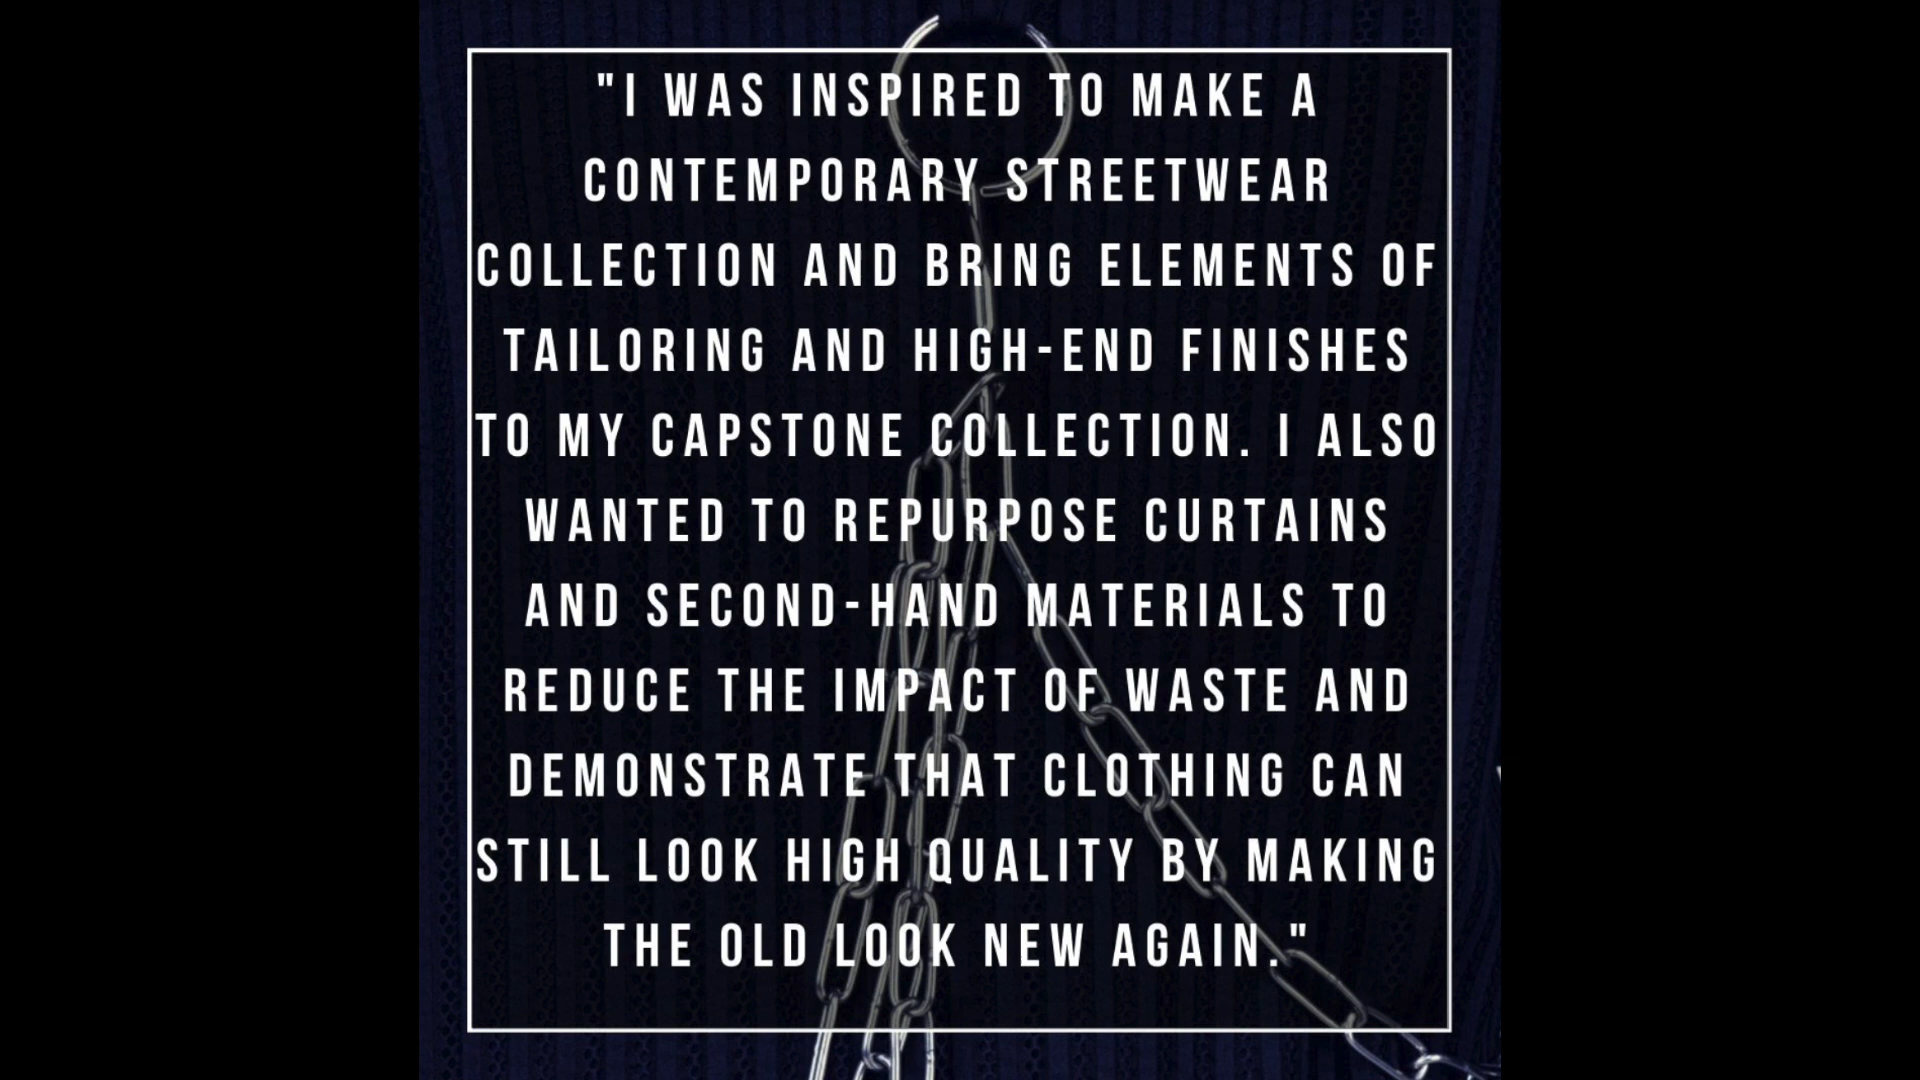 "I WAS INSPIRED TO MAKE A
CONTEMPORARY STREETWEAR
COLLECTION AND BRING ELEMENTS OF
TAILORING AND HIGH-END FINISHES
TO MY CAPSTONE COLLECTION. I ALSO
WANTED TO REPURPOSE CURTAINS
AND SECOND-HAND MATERIALS TO
REDUCE THE IMPACT OF WASTE AND
DEMONSTRATE THAT CLOTHING CAN
STILL LOOK HIGH QUALITY BY MAKING
THE OLD LOOK NEW AGAIN."